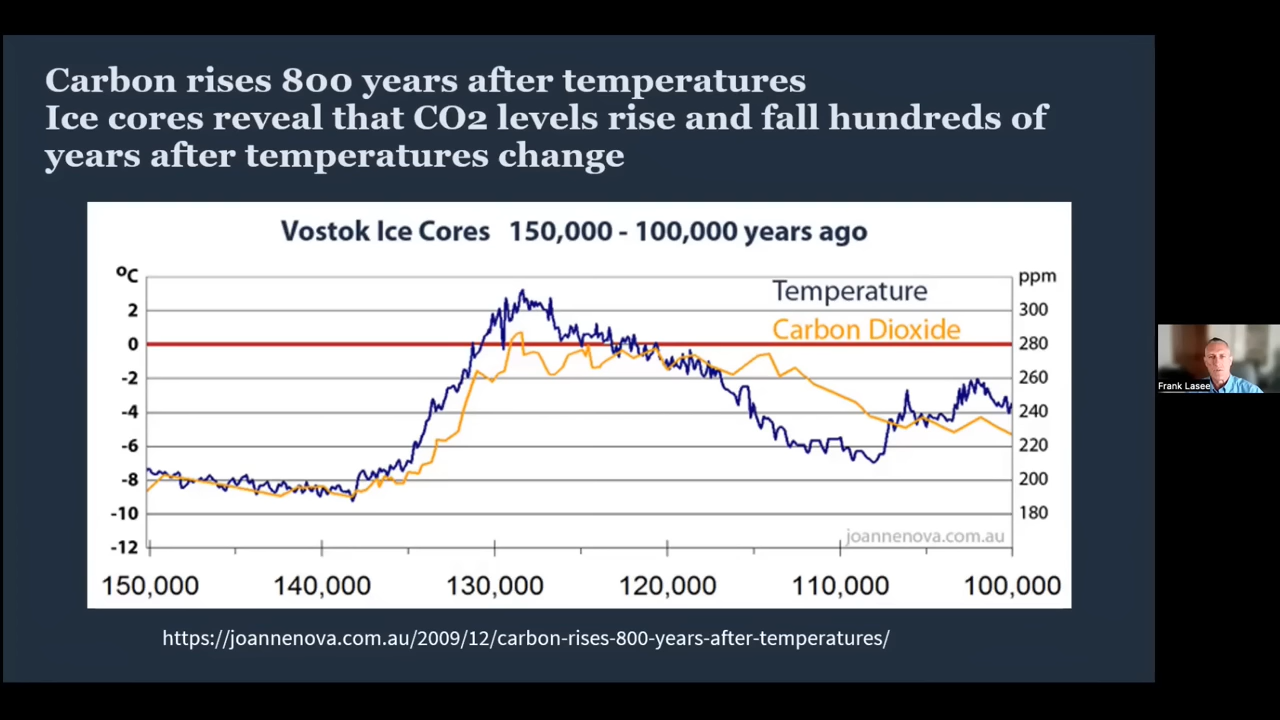 Carbon rises 800 years after temperatures
Ice cores reveal that CO2 levels rise and fall hundreds of
years after temperatures change
Vostok Ice Cores 150,000 - 100,000 years ago
ºC
ppm
Temperature
Carbon Dioxide
2
0
-2
-4
-6
-8
-10
-12
300
280
260
240
220
200
180
joannenova.com.au
150,000 140,000 130,000 120,000 110,000 100,000
https://joannenova.com.au/2009/12/carbon-rises-800-years-after-temperatures/
Frank Lasee